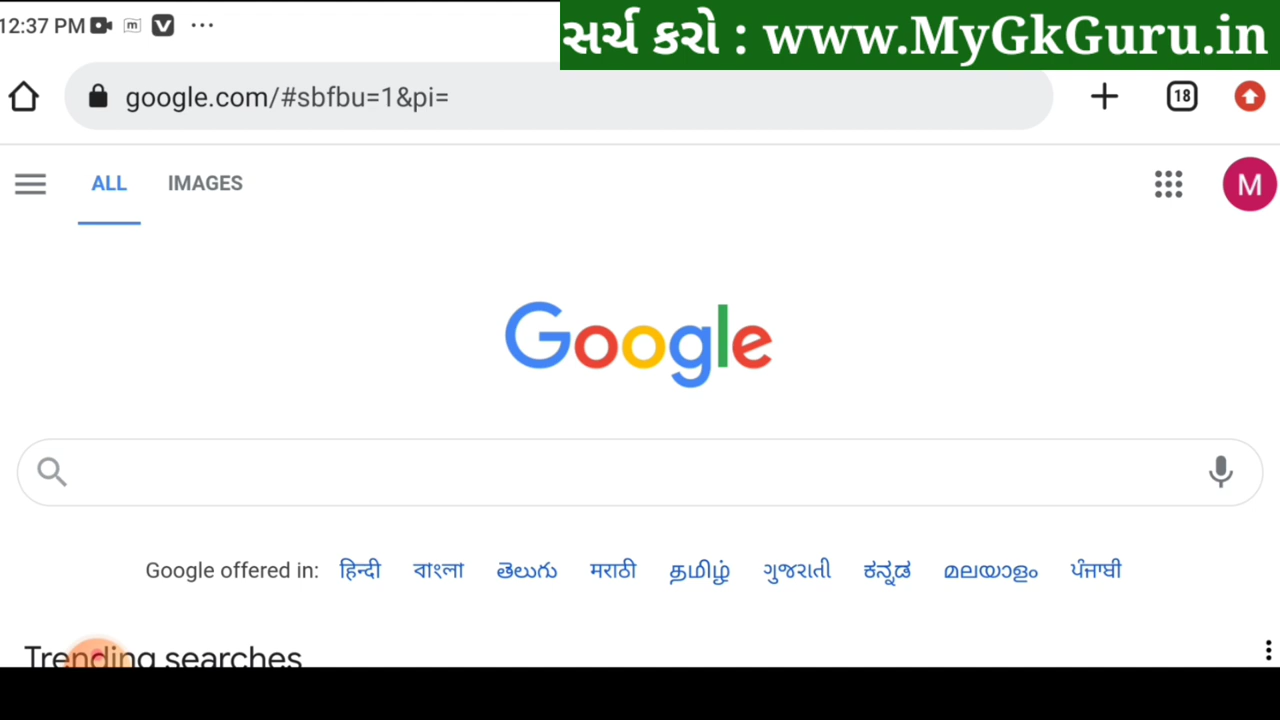 12:37 PM
સર્ચ કરો : www.MyGkGuru.in
google.com/#sbfbu=1&pi=
18
ALL IMAGES
M
Google
Google offered in: हिन्दी বাংলা తెలుగు मराठी தமிழ் ગુજરાતી ಕನ್ನಡ മലയാളം ਪੰਜਾਬੀ
Trending searches